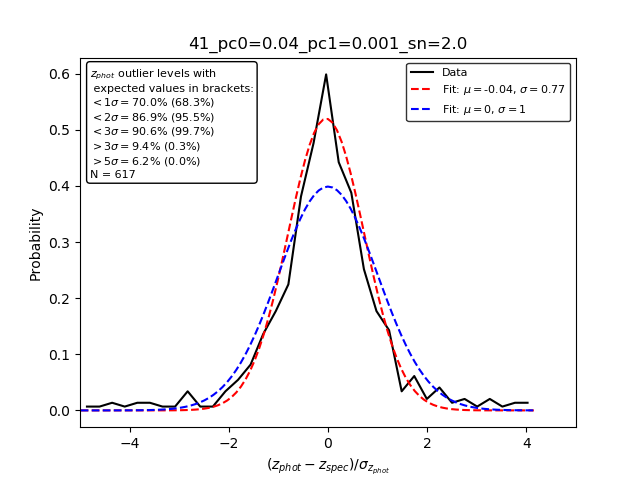 41_pc0=0.04_pc1=0.001_sn=2.0
z_phot outlier levels with
expected values in brackets:
<1σ=70.0% (68.3%)
<2σ=86.9% (95.5%)
<3σ=90.6% (99.7%)
>3σ=9.4% (0.3%)
>5σ=6.2% (0.0%)
N = 617
Data
Fit: μ=-0.04, σ=0.77
Fit: μ=0, σ=1
Probability
0.6
0.5
0.4
0.3
0.2
0.1
0.0
−4 −2 0 2 4
(z_phot − z_spec)/σ_z_phot